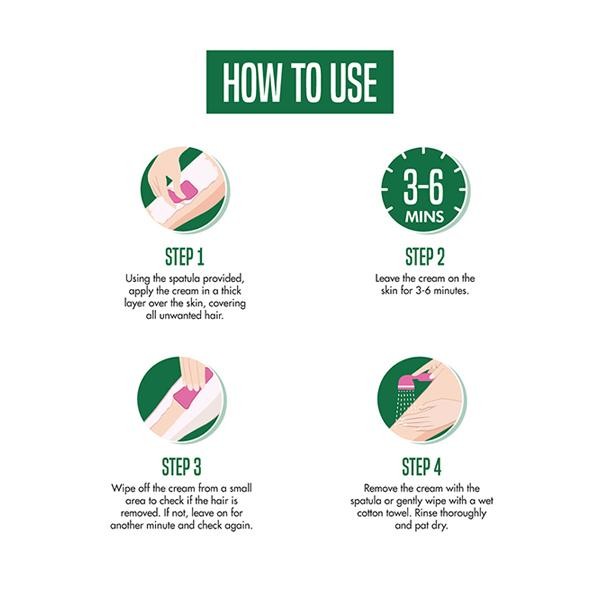 HOW TO USE
3-6
MINS
STEP 1
Using the spatula provided,
apply the cream in a thick
layer over the skin, covering
all unwanted hair.
STEP 2
Leave the cream on the
skin for 3-6 minutes.
STEP 3
Wipe off the cream from a small
area to check if the hair is
removed. If not, leave on for
another minute and check again.
STEP 4
Remove the cream with the
spatula or gently wipe with a wet
cotton towel. Rinse thoroughly
and pat dry.